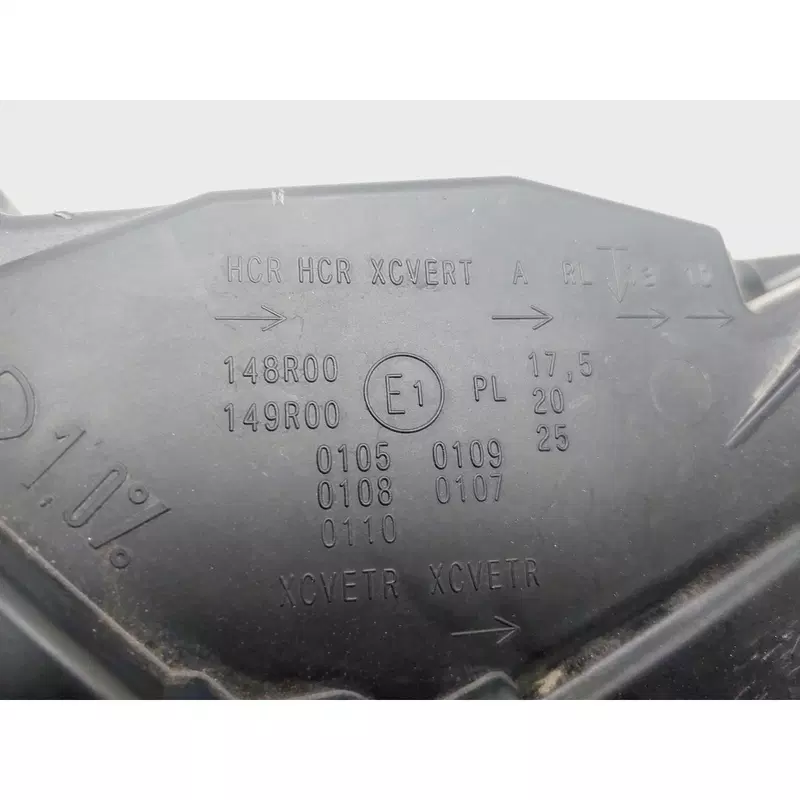 HCR HCR XCVERT A RL
148R00 E1 PL 17,5
149R00 20
25
0105 0109
0108 0107
0110
XCVETR XCVETR
1,0%